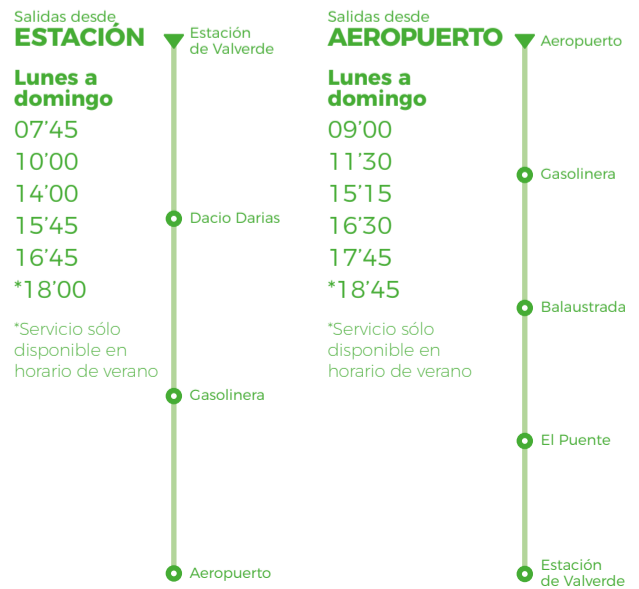 Salidas desde
ESTACIÓN
Lunes a
domingo
07’45
10’00
14’00
15’45
16’45
*18’00
*Servicio sólo
disponible en
horario de verano
Estación
de Valverde
Dacio Darias
Gasolinera
Aeropuerto
Salidas desde
AEROPUERTO
Lunes a
domingo
09’00
11’30
15’15
16’30
17’45
*18’45
*Servicio sólo
disponible en
horario de verano
Aeropuerto
Gasolinera
Balaustrada
El Puente
Estación
de Valverde